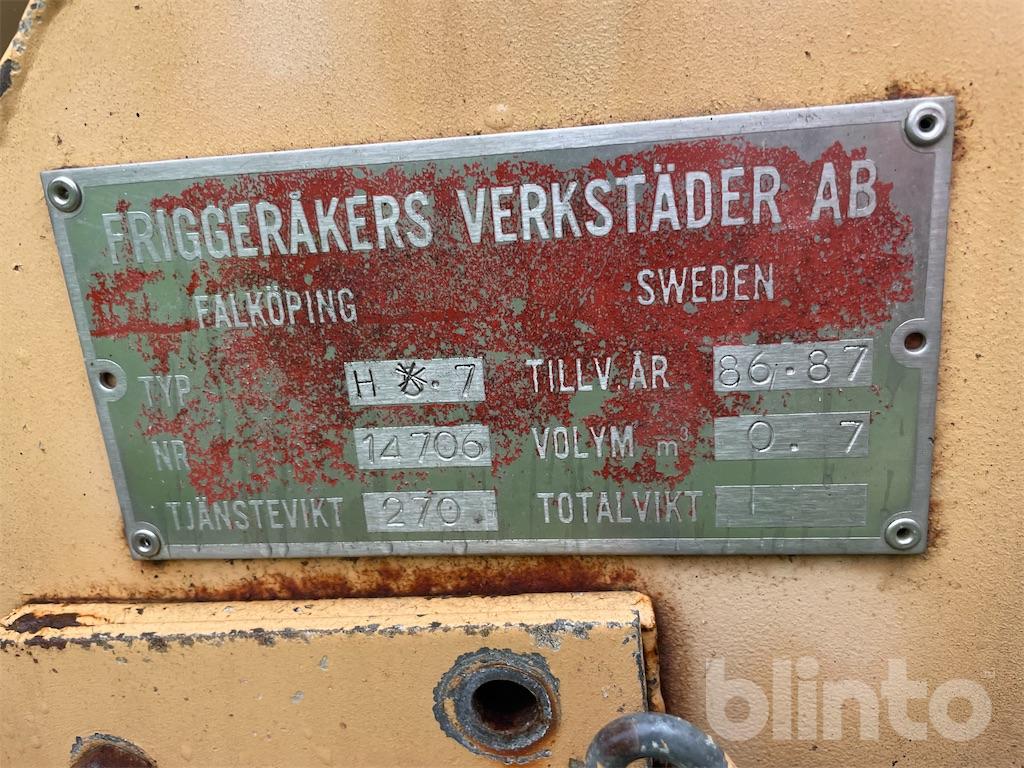 FRIGGERÅKERS VERKSTÄDER AB
FALKÖPING SWEDEN
TYP H .7 TILLV. ÅR 86.87
NR 14706 VOLYM m³ 0.7
TJÄNSTEVIKT 270. TOTALVIKT
blinto